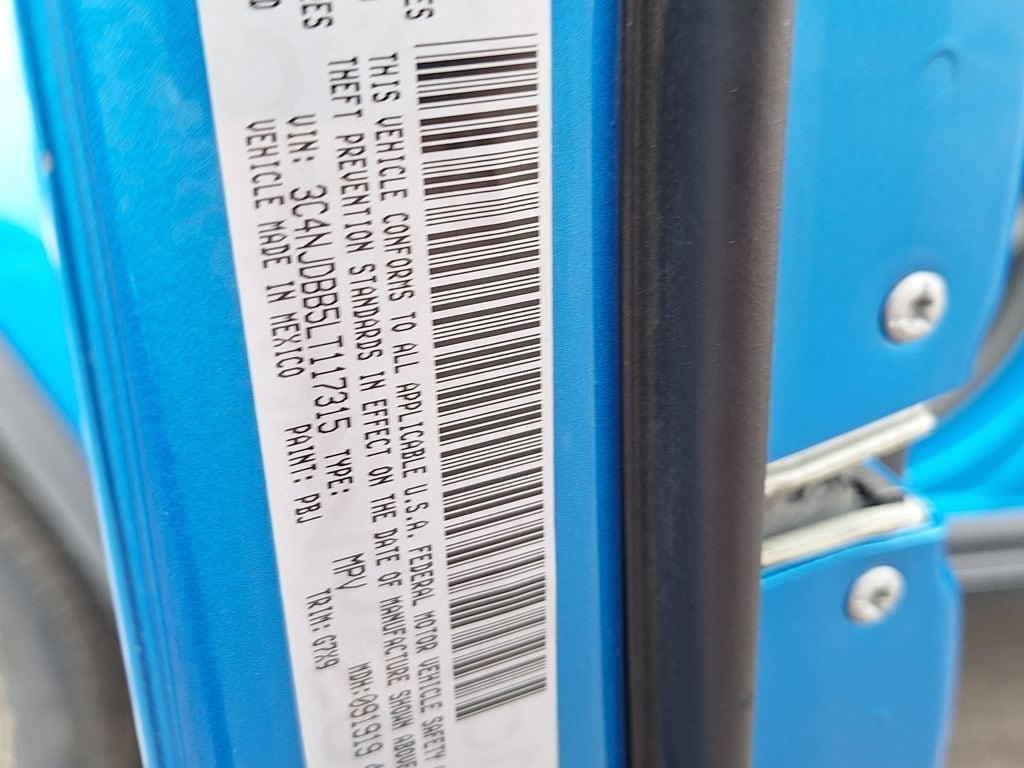 THIS VEHICLE CONFORMS TO ALL APPLICABLE U.S.A. FEDERAL MOTOR VEHICLE SAFETY
THEFT PREVENTION STANDARDS IN EFFECT ON THE DATE OF MANUFACTURE SHOWN ABOVE
VIN: 3C4NJDBB5LT117315 TYPE: MPV MDH:091919
VEHICLE MADE IN MEXICO PAINT: PBJ TRIM: G7X9